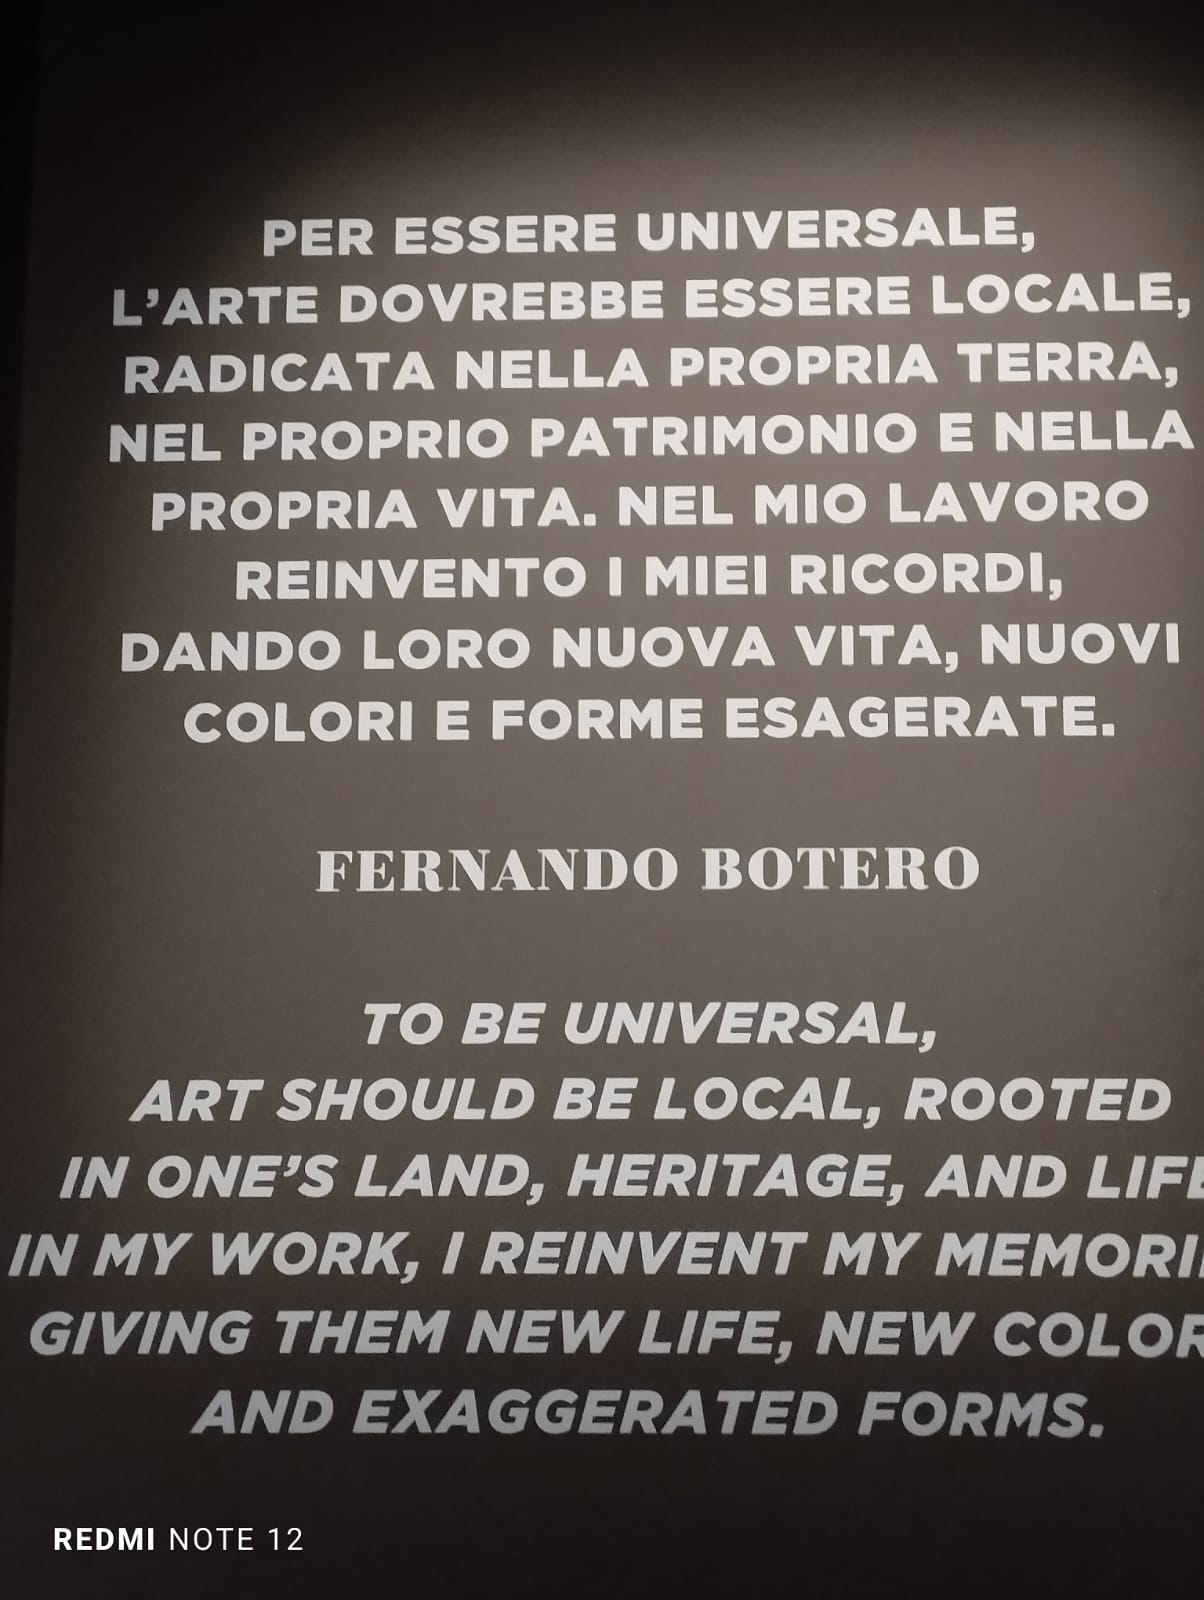 PER ESSERE UNIVERSALE,
L'ARTE DOVREBBE ESSERE LOCALE,
RADICATA NELLA PROPRIA TERRA,
NEL PROPRIO PATRIMONIO E NELLA
PROPRIA VITA. NEL MIO LAVORO
REINVENTO I MIEI RICORDI,
DANDO LORO NUOVA VITA, NUOVI
COLORI E FORME ESAGERATE.
FERNANDO BOTERO
TO BE UNIVERSAL,
ART SHOULD BE LOCAL, ROOTED
IN ONE'S LAND, HERITAGE, AND LIFE
IN MY WORK, I REINVENT MY
GIVING THEM NEW LIFE, NEW COLOR
AND EXAGGERATED FORMS.
REDMI NOTE 12